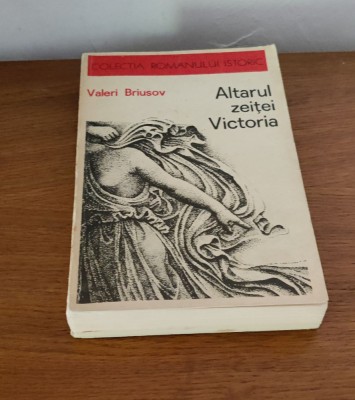 COLECȚIA ROMANULUI ISTORIC
Valeri Briusov
Altarul
zeiței
Victoria